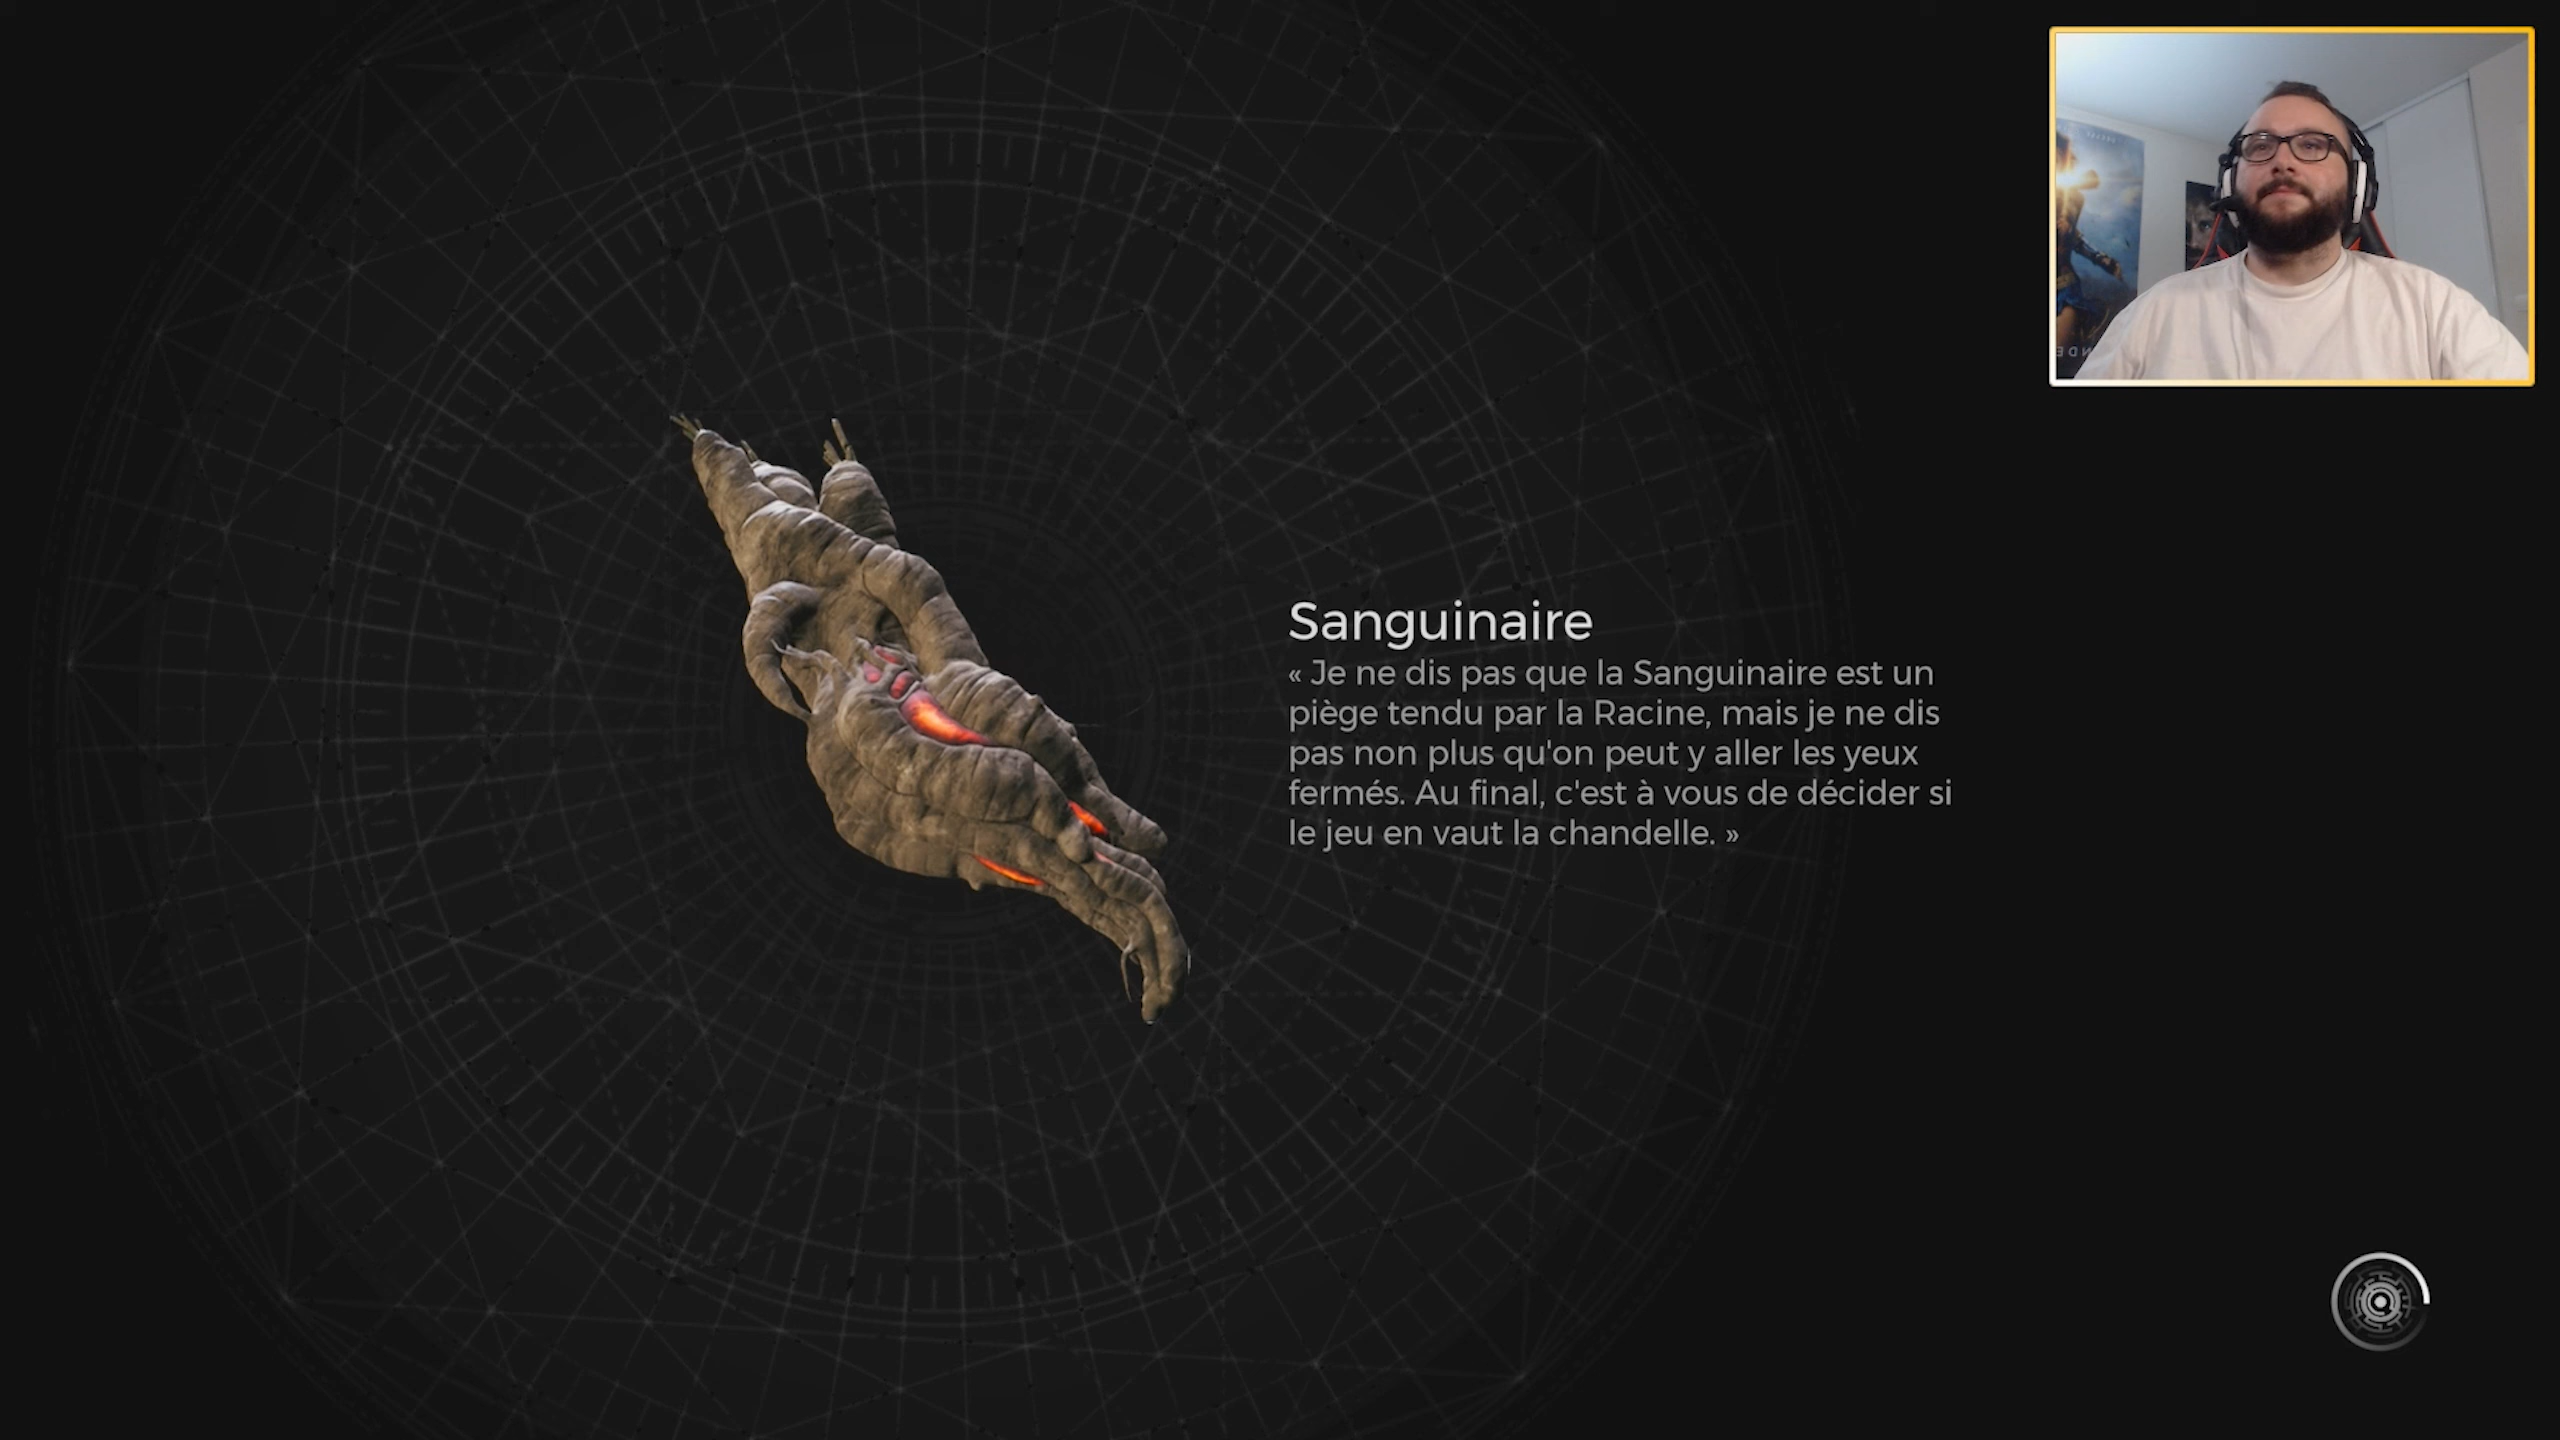 Sanguinaire
« Je ne dis pas que la Sanguinaire est un
piège tendu par la Racine, mais je ne dis
pas non plus qu'on peut y aller les yeux
fermés. Au final, c'est à vous de décider si
le jeu en vaut la chandelle. »